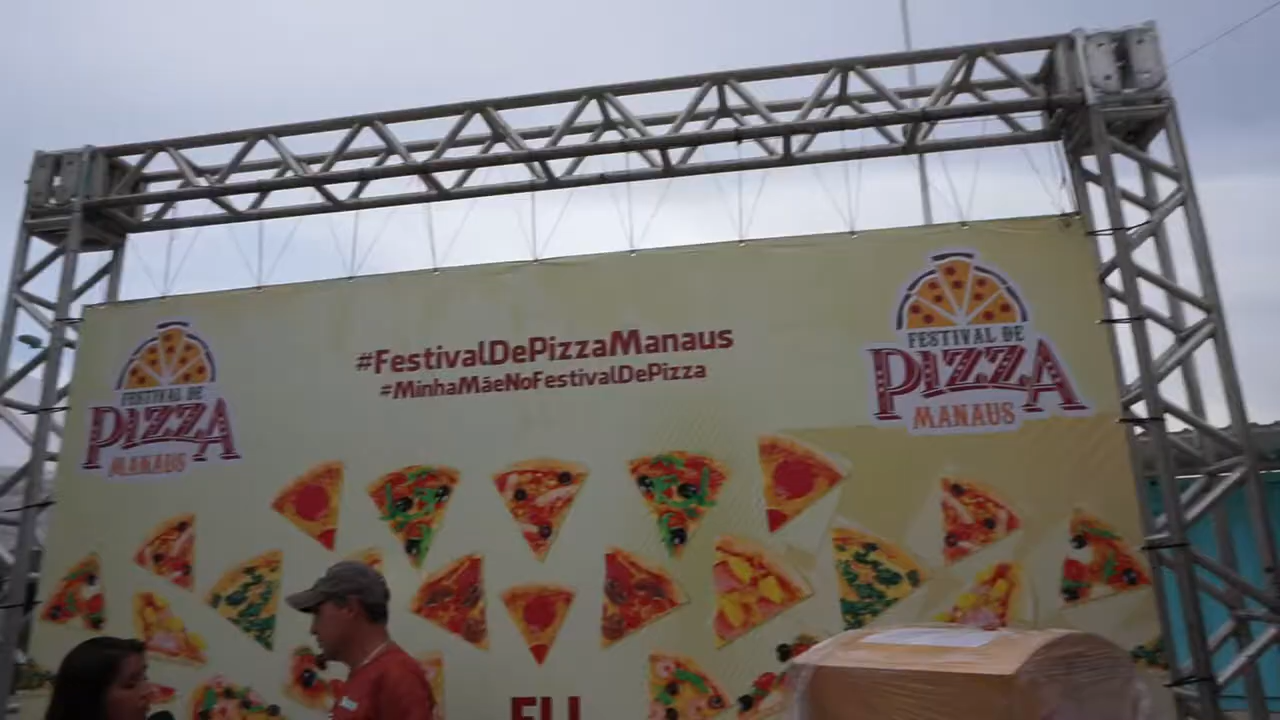 #FestivalDePizzaManaus
#MinhaMãeNoFestivalDePizza
FESTIVAL DE
PIZZA
MANAUS
FESTIVAL DE
PIZZA
MANAUS